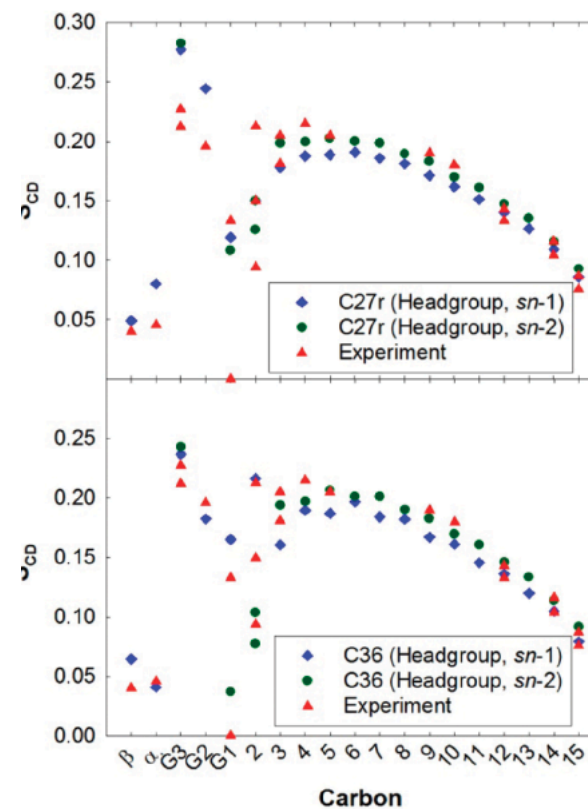 0.30
0.25
0.20
S_CD
0.15
0.10
0.05
C27r (Headgroup, sn-1)
C27r (Headgroup, sn-2)
Experiment
0.25
0.20
S_CD
0.15
0.10
0.05
C36 (Headgroup, sn-1)
C36 (Headgroup, sn-2)
Experiment
0.00
β α G3 G2 G1 2 3 4 5 6 7 8 9 10 11 12 13 14 15
Carbon